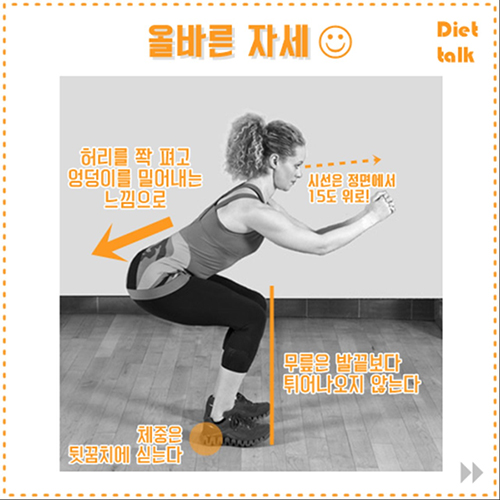 올바른 자세
Diet
talk
허리를 쫙 펴고
엉덩이를 밀어내는
느낌으로
시선은 정면에서
15도 위로!
무릎은 발끝보다
튀어나오지 않는다
체중은
뒷꿈치에 싣는다